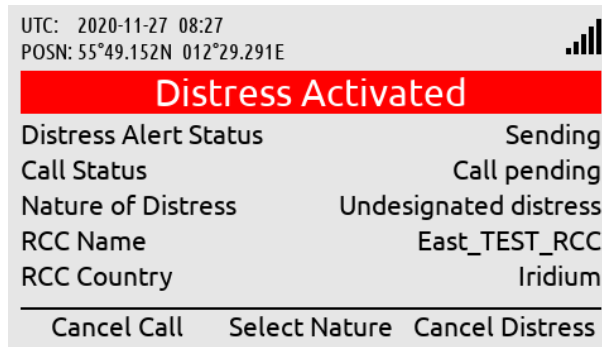 UTC: 2020-11-27 08:27
POSN: 55°49.152N 012°29.291E
Distress Activated
Distress Alert Status Sending
Call Status Call pending
Nature of Distress Undesignated distress
RCC Name East_TEST_RCC
RCC Country Iridium
Cancel Call Select Nature Cancel Distress